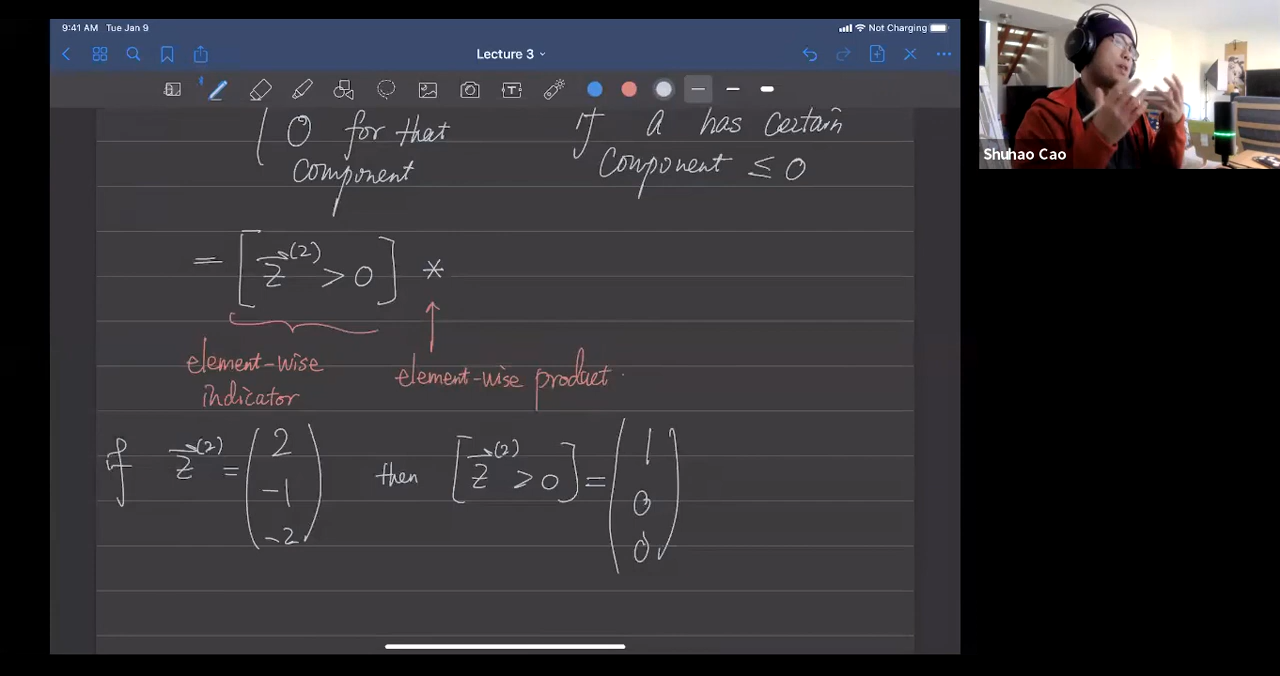 9:41 AM Tue Jan 9
Not Charging
Lecture 3
Shuhao Cao
0 for that component
if a has certain component ≤ 0
= [z⃗⁽²⁾ > 0] *
element-wise indicator
element-wise product
If z⃗⁽²⁾ = (2 -1 -2) then [z⃗⁽²⁾ > 0] = (1 0 0)